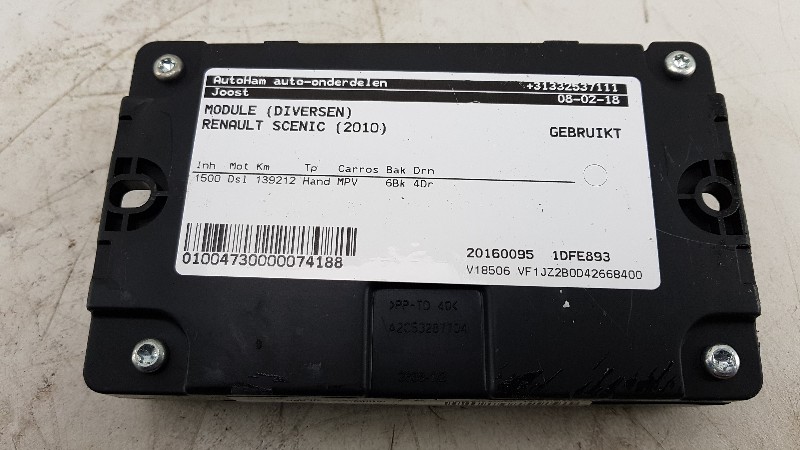 AutoHam auto-onderdelen +31332537111
Joost 08-02-18
MODULE (DIVERSEN)
RENAULT SCENIC (2010)
GEBRUIKT
Inh Mot Km Tp Carros Bak Drn
1500 Dsl 139212 Hand MPV 6Bk 4Dr
01004730000074188
20160095 1DFE893
V18506 VF1JZ2B0D42668400
>PP-TD 40<